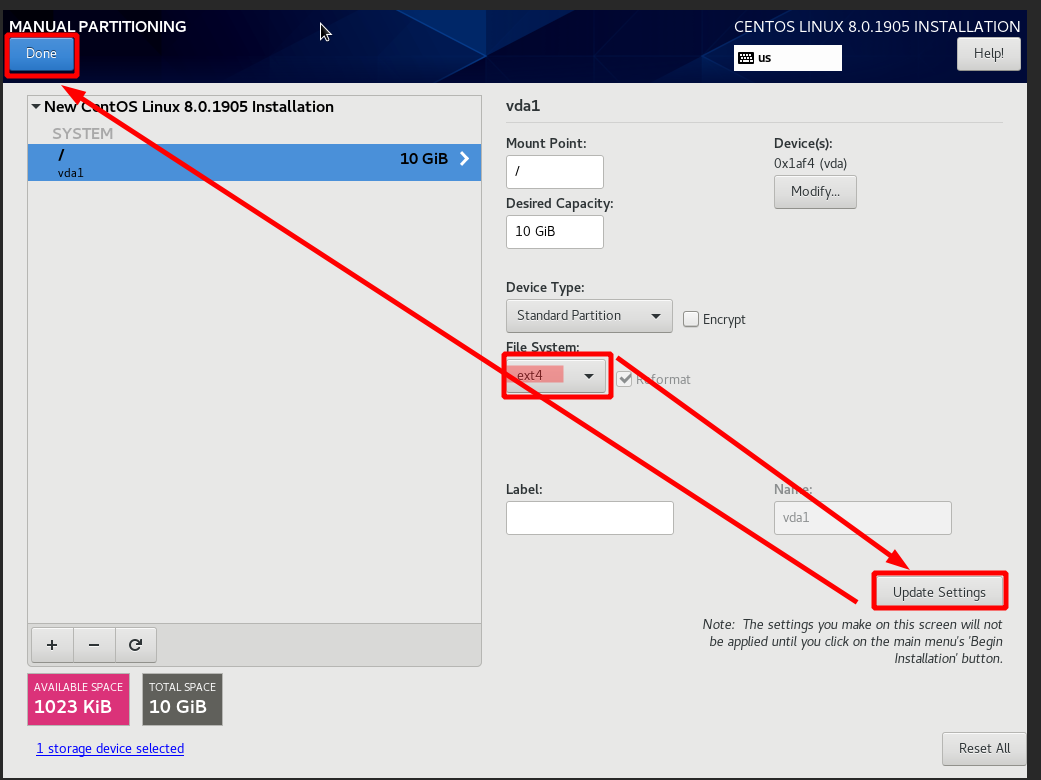 MANUAL PARTITIONING
CENTOS LINUX 8.0.1905 INSTALLATION
Done
us
Help!
New CentOS Linux 8.0.1905 Installation
SYSTEM
/
10 GiB
vda1
vda1
Mount Point:
/
Device(s):
0x1af4 (vda)
Modify...
Desired Capacity:
10 GiB
Device Type:
Standard Partition
Encrypt
File System:
ext4
Reformat
Label:
Name:
vda1
Update Settings
Note: The settings you make on this screen will not
be applied until you click on the main menu's 'Begin
Installation' button.
AVAILABLE SPACE
1023 KiB
TOTAL SPACE
10 GiB
1 storage device selected
Reset All